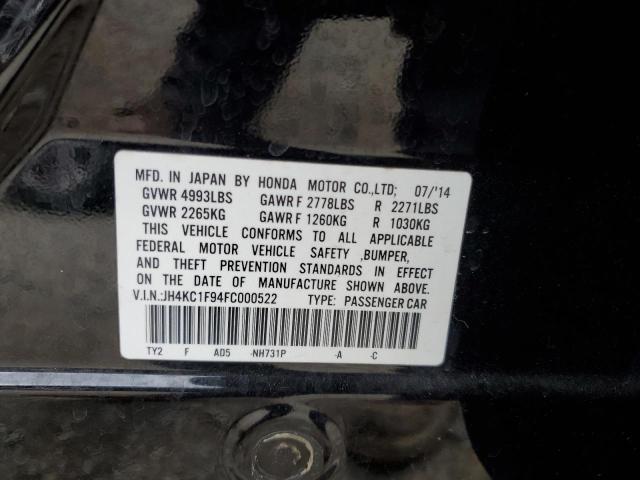 MFD. IN JAPAN BY HONDA MOTOR CO.,LTD; 07/'14
GVWR 4993LBS GAWR F 2778LBS R 2271LBS
GVWR 2265KG GAWR F 1260KG R 1030KG
THIS VEHICLE CONFORMS TO ALL APPLICABLE
FEDERAL MOTOR VEHICLE SAFETY ,BUMPER,
AND THEFT PREVENTION STANDARDS IN EFFECT
ON THE DATE OF MANUFACTURE SHOWN ABOVE.
V.I.N.:JH4KC1F94FC000522 TYPE: PASSENGER CAR
TY2 F AD5 -NH731P -A -C